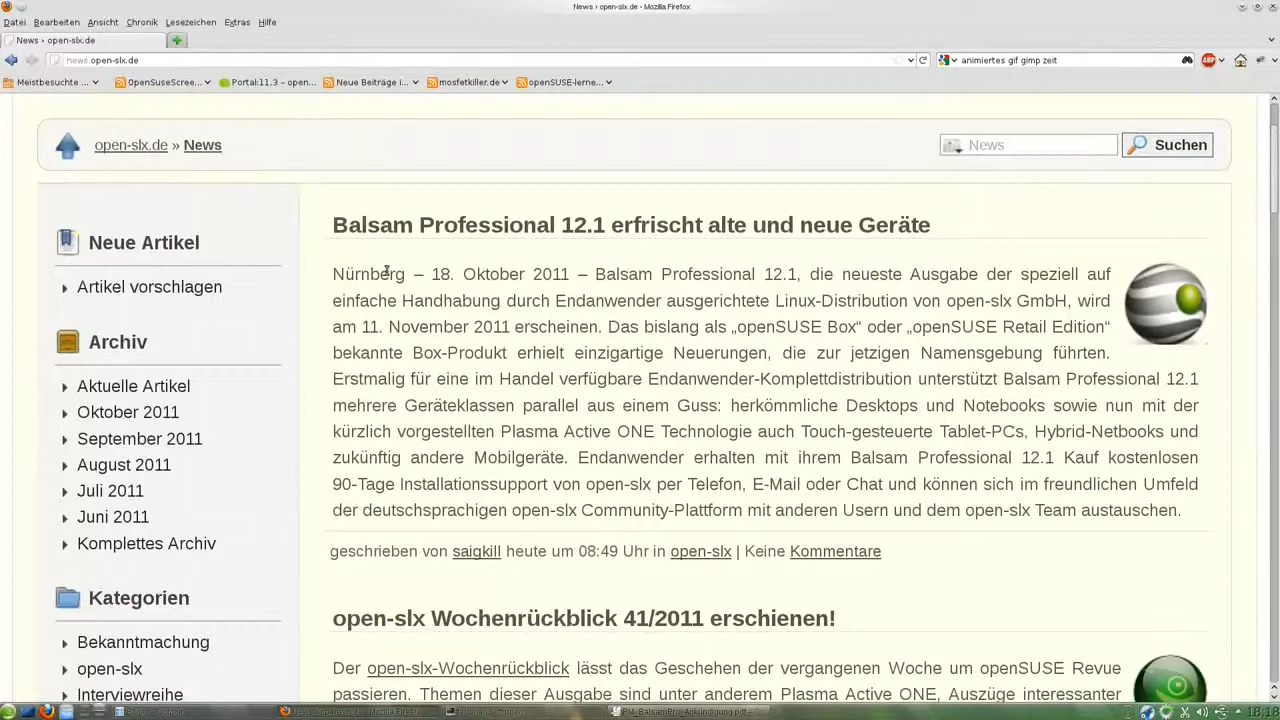 News › open-slx.de - Mozilla Firefox
Datei Bearbeiten Ansicht Chronik Lesezeichen Extras Hilfe
News › open-slx.de
news.open-slx.de
animiertes gif gimp zeit
ABP
Meistbesuchte ... OpenSuseScree... Portal:11.3 – open... Neue Beiträge i... mosfetkiller.de openSUSE-lerne...
open-slx.de » News
News
Suchen
Neue Artikel
Artikel vorschlagen
Archiv
Aktuelle Artikel
Oktober 2011
September 2011
August 2011
Juli 2011
Juni 2011
Komplettes Archiv
Kategorien
Bekanntmachung
open-slx
Interviewreihe
Balsam Professional 12.1 erfrischt alte und neue Geräte
Nürnberg – 18. Oktober 2011 – Balsam Professional 12.1, die neueste Ausgabe der speziell auf
einfache Handhabung durch Endanwender ausgerichtete Linux-Distribution von open-slx GmbH, wird
am 11. November 2011 erscheinen. Das bislang als „openSUSE Box“ oder „openSUSE Retail Edition“
bekannte Box-Produkt erhielt einzigartige Neuerungen, die zur jetzigen Namensgebung führten.
Erstmalig für eine im Handel verfügbare Endanwender-Komplettdistribution unterstützt Balsam Professional 12.1
mehrere Geräteklassen parallel aus einem Guss: herkömmliche Desktops und Notebooks sowie nun mit der
kürzlich vorgestellten Plasma Active ONE Technologie auch Touch-gesteuerte Tablet-PCs, Hybrid-Netbooks und
zukünftig andere Mobilgeräte. Endanwender erhalten mit ihrem Balsam Professional 12.1 Kauf kostenlosen
90-Tage Installationssupport von open-slx per Telefon, E-Mail oder Chat und können sich im freundlichen Umfeld
der deutschsprachigen open-slx Community-Plattform mit anderen Usern und dem open-slx Team austauschen.
geschrieben von saigkill heute um 08:49 Uhr in open-slx | Keine Kommentare
open-slx Wochenrückblick 41/2011 erschienen!
Der open-slx-Wochenrückblick lässt das Geschehen der vergangenen Woche um openSUSE Revue
passieren. Themen dieser Ausgabe sind unter anderem Plasma Active ONE, Auszüge interessanter
18:18